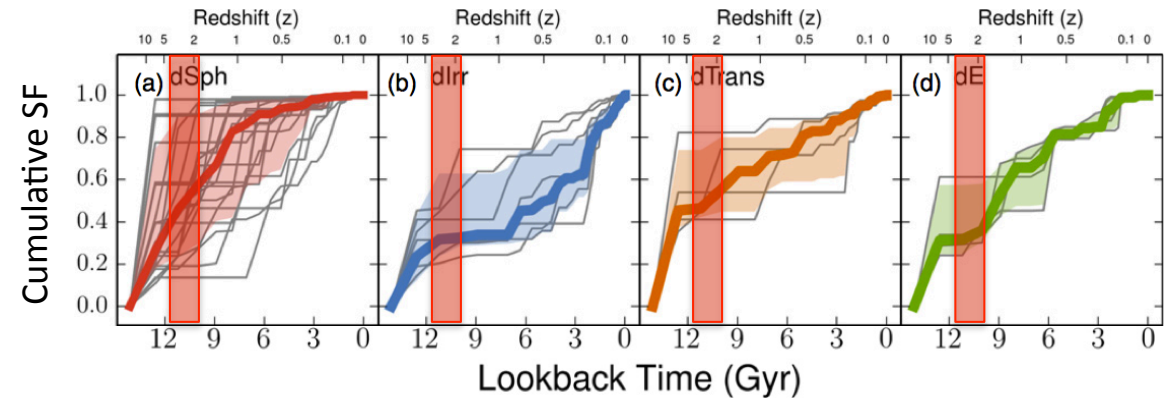 Redshift (z) Redshift (z) Redshift (z) Redshift (z)
10 5 2 1 0.5 0.1 0 10 5 2 1 0.5 0.1 0 10 5 2 1 0.5 0.1 0 10 5 2 1 0.5 0.1 0
(a) dSph (b) dIrr (c) dTrans (d) dE
Cumulative SF
1.0
0.8
0.6
0.4
0.2
0.0
12 9 6 3 0 12 9 6 3 0 12 9 6 3 0 12 9 6 3 0
Lookback Time (Gyr)